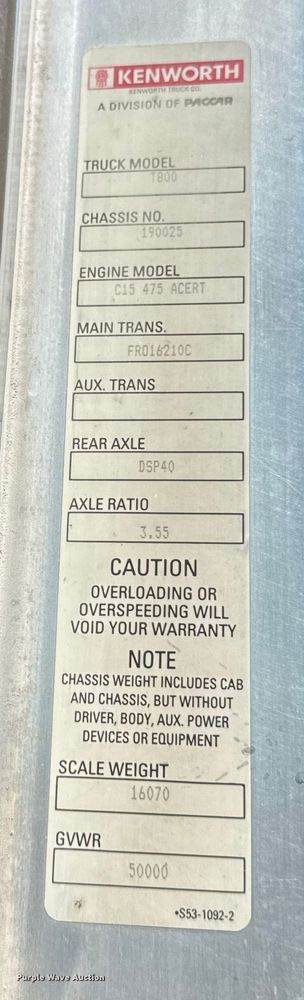 KENWORTH
KENWORTH TRUCK CO.
A DIVISION OF PACCAR
TRUCK MODEL
T800
CHASSIS NO.
190025
ENGINE MODEL
C15 475 ACERT
MAIN TRANS.
FRO16210C
AUX. TRANS
REAR AXLE
DSP40
AXLE RATIO
3.55
CAUTION
OVERLOADING OR
OVERSPEEDING WILL
VOID YOUR WARRANTY
NOTE
CHASSIS WEIGHT INCLUDES CAB
AND CHASSIS, BUT WITHOUT
DRIVER, BODY, AUX. POWER
DEVICES OR EQUIPMENT
SCALE WEIGHT
16070
GVWR
50000
•S53-1092-2
Purple Wave Auction